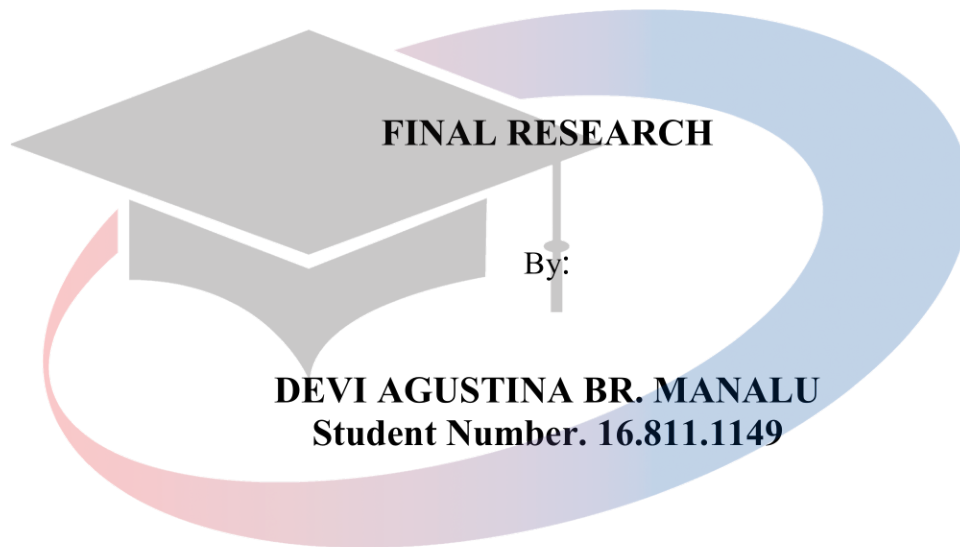 FINAL RESEARCH
By:
DEVI AGUSTINA BR. MANALU
Student Number. 16.811.1149